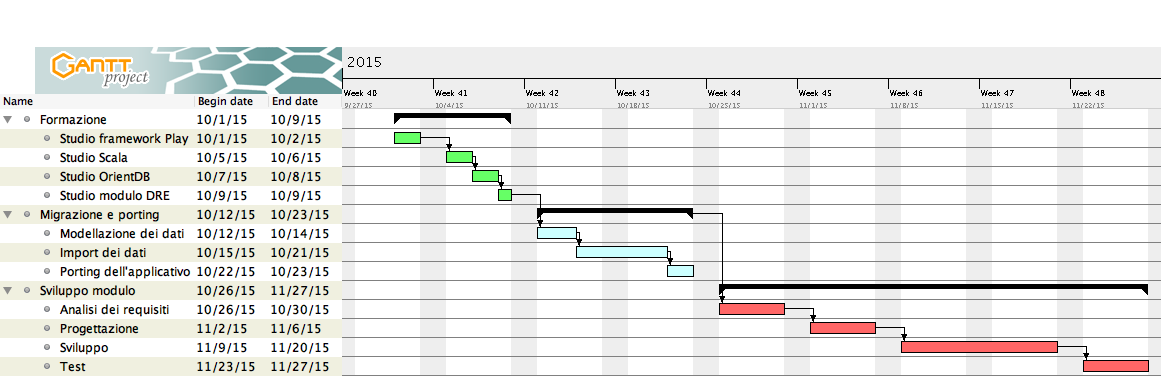 GANTT
project
2015
Week 40 Week 41 Week 42 Week 43 Week 44 Week 45 Week 46 Week 47 Week 48
9/27/15 10/4/15 10/11/15 10/18/15 10/25/15 11/1/15 11/8/15 11/15/15 11/22/15
Name Begin date End date
Formazione 10/1/15 10/9/15
Studio framework Play 10/1/15 10/2/15
Studio Scala 10/5/15 10/6/15
Studio OrientDB 10/7/15 10/8/15
Studio modulo DRE 10/9/15 10/9/15
Migrazione e porting 10/12/15 10/23/15
Modellazione dei dati 10/12/15 10/14/15
Import dei dati 10/15/15 10/21/15
Porting dell'applicativo 10/22/15 10/23/15
Sviluppo modulo 10/26/15 11/27/15
Analisi dei requisiti 10/26/15 10/30/15
Progettazione 11/2/15 11/6/15
Sviluppo 11/9/15 11/20/15
Test 11/23/15 11/27/15